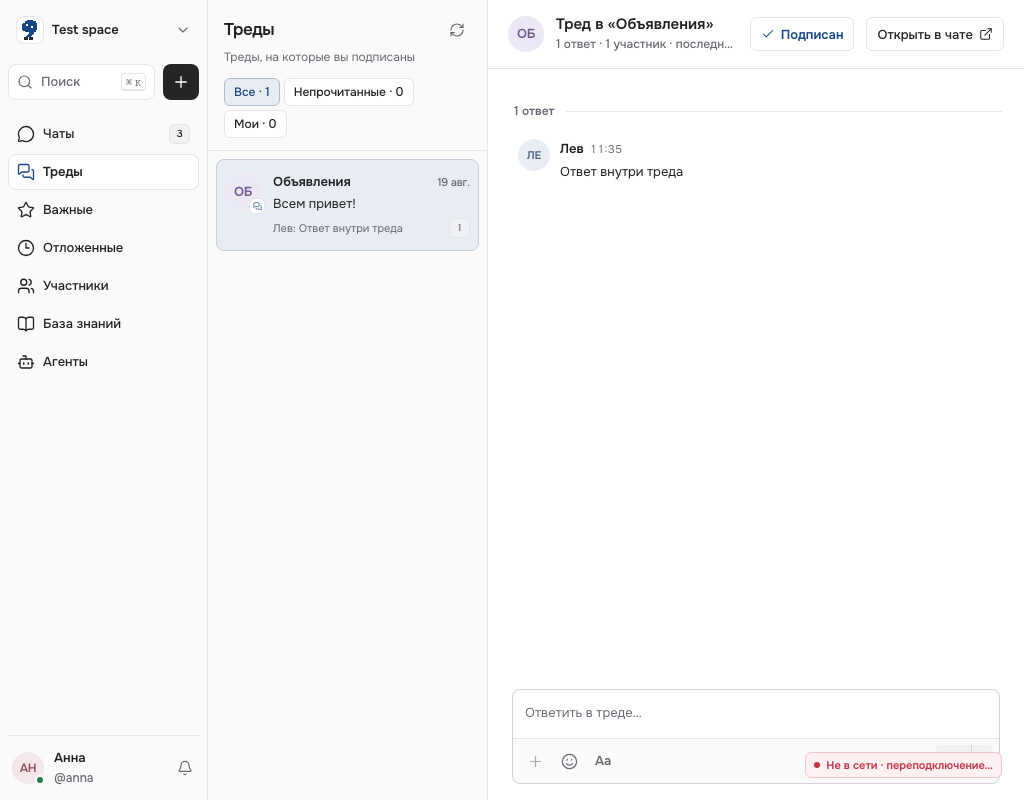 Test space
Поиск
⌘ K
Чаты
3
Треды
Важные
Отложенные
Участники
База знаний
Агенты
АН
Анна
@anna
Треды
Треды, на которые вы подписаны
Все · 1
Непрочитанные · 0
Мои · 0
ОБ
Объявления
19 авг.
Всем привет!
Лев: Ответ внутри треда
1
ОБ
Тред в «Объявления»
1 ответ · 1 участник · последн...
Подписан
Открыть в чате
1 ответ
ЛЕ
Лев 11:35
Ответ внутри треда
Ответить в треде...
Aa
Не в сети · переподключение...